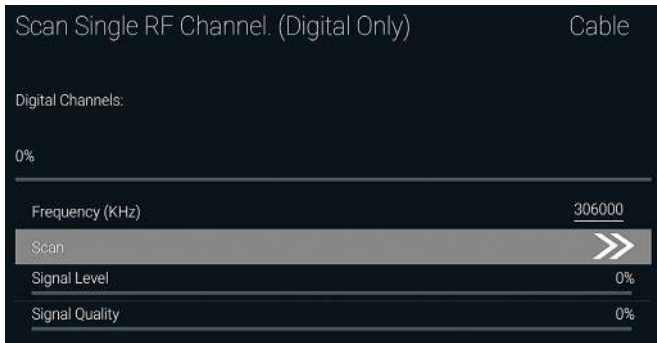 Scan Single RF Channel. (Digital Only) Cable
Digital Channels:
0%
Frequency (KHz) 306000
Scan
Signal Level 0%
Signal Quality 0%